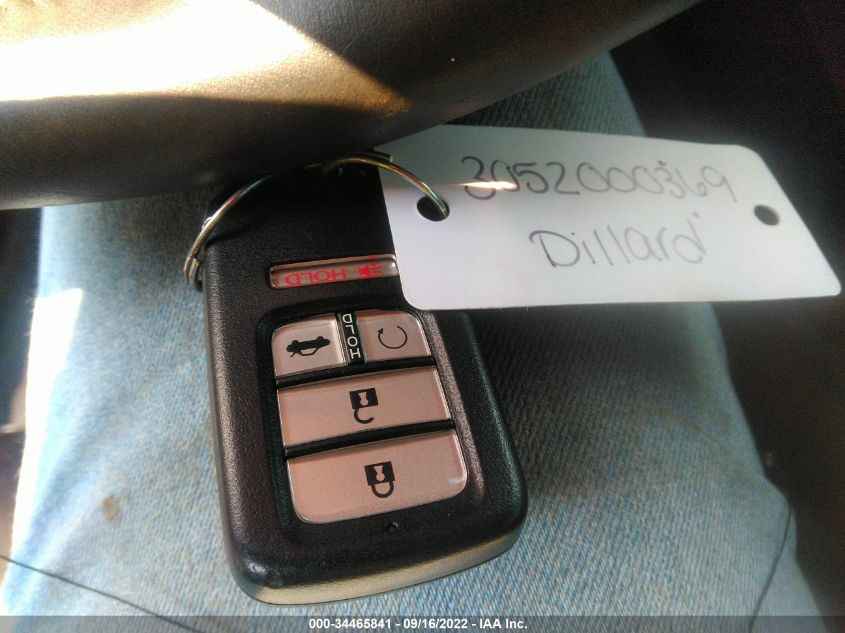 3052000369
Dillard
HOLD
HOLD
000-34465841 - 09/16/2022 - IAA Inc.